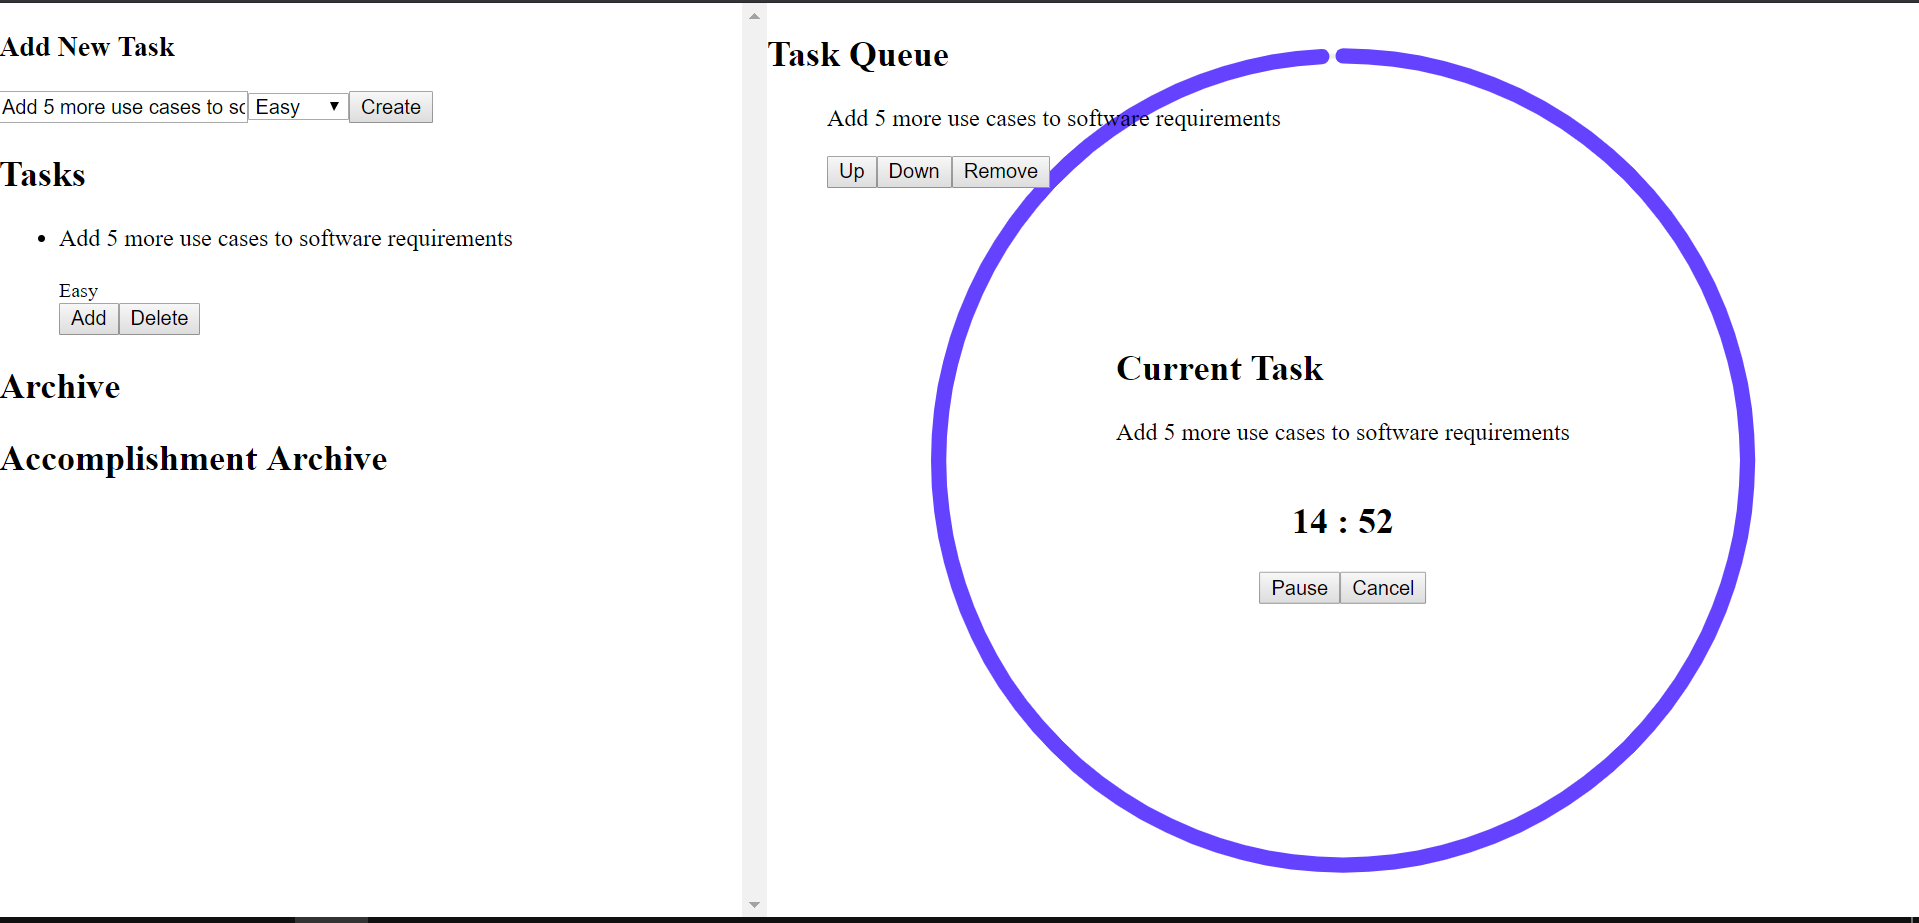 Add New Task
Add 5 more use cases to so
Easy
Create
Tasks
Add 5 more use cases to software requirements
Easy
Add
Delete
Archive
Accomplishment Archive
Task Queue
Add 5 more use cases to software requirements
Up
Down
Remove
Current Task
Add 5 more use cases to software requirements
14 : 52
Pause
Cancel